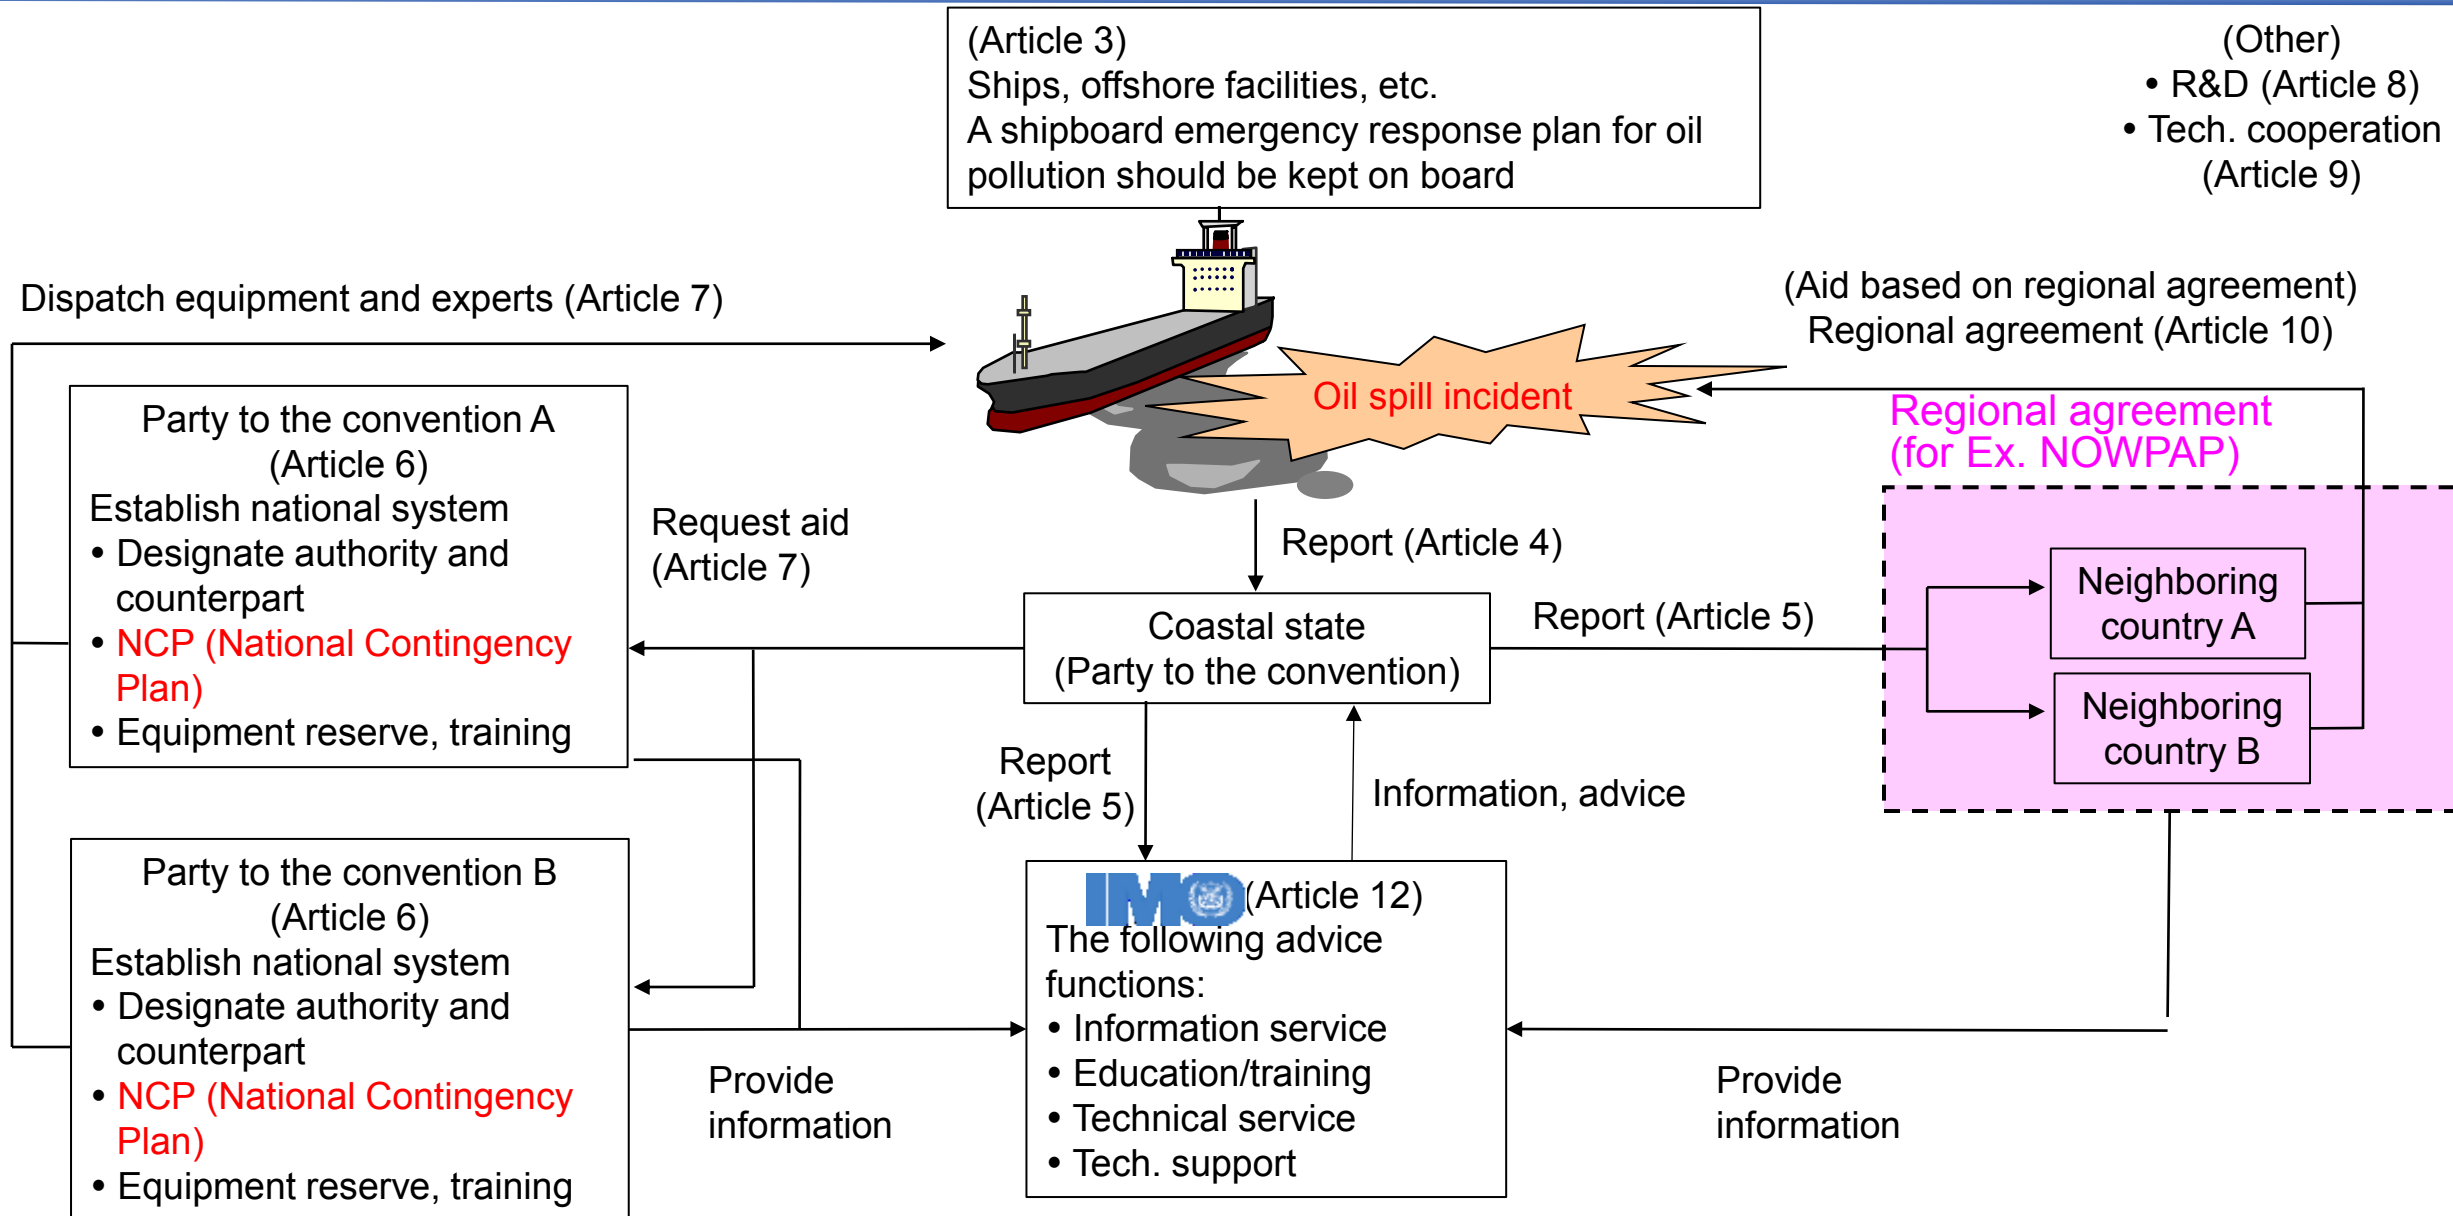 (Article 3)
Ships, offshore facilities, etc.
A shipboard emergency response plan for oil
pollution should be kept on board
(Other)
• R&D (Article 8)
• Tech. cooperation
(Article 9)
Dispatch equipment and experts (Article 7)
(Aid based on regional agreement)
Regional agreement (Article 10)
Oil spill incident
Regional agreement
(for Ex. NOWPAP)
Party to the convention A
(Article 6)
Establish national system
• Designate authority and
counterpart
• NCP (National Contingency
Plan)
• Equipment reserve, training
Request aid
(Article 7)
Report (Article 4)
Coastal state
(Party to the convention)
Report (Article 5)
Neighboring
country A
Neighboring
country B
Report
(Article 5)
Information, advice
Party to the convention B
(Article 6)
Establish national system
• Designate authority and
counterpart
• NCP (National Contingency
Plan)
• Equipment reserve, training
Provide
information
IMO (Article 12)
The following advice
functions:
• Information service
• Education/training
• Technical service
• Tech. support
Provide
information